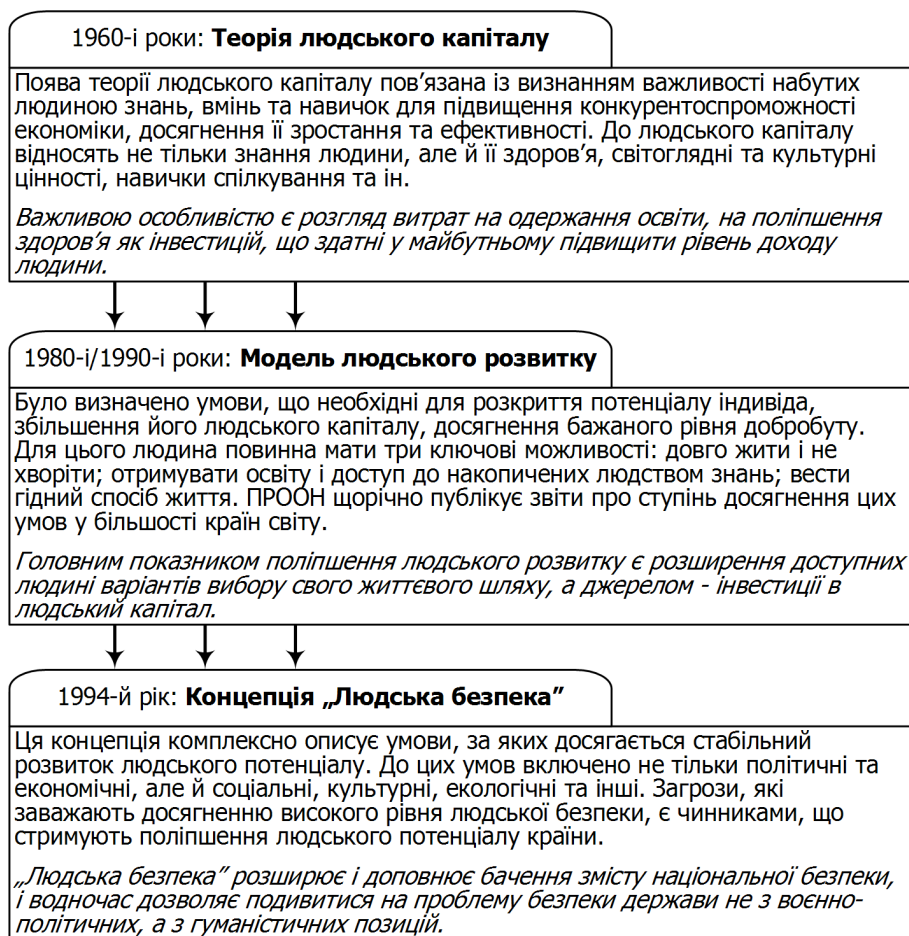 1960-і роки: Теорія людського капіталу
Поява теорії людського капіталу пов’язана із визнанням важливості набутих
людиною знань, вмінь та навичок для підвищення конкурентоспроможності
економіки, досягнення її зростання та ефективності. До людського капіталу
відносять не тільки знання людини, але й її здоров’я, світоглядні та культурні
цінності, навички спілкування та ін.
Важливою особливістю є розгляд витрат на одержання освіти, на поліпшення
здоров’я як інвестицій, що здатні у майбутньому підвищити рівень доходу
людини.
1980-і/1990-і роки: Модель людського розвитку
Було визначено умови, що необхідні для розкриття потенціалу індивіда,
збільшення його людського капіталу, досягнення бажаного рівня добробуту.
Для цього людина повинна мати три ключові можливості: довго жити і не
хворіти; отримувати освіту і доступ до накопичених людством знань; вести
гідний спосіб життя. ПРООН щорічно публікує звіти про ступінь досягнення цих
умов у більшості країн світу.
Головним показником поліпшення людського розвитку є розширення доступних
людині варіантів вибору свого життєвого шляху, а джерелом - інвестиції в
людський капітал.
1994-й рік: Концепція „Людська безпека”
Ця концепція комплексно описує умови, за яких досягається стабільний
розвиток людського потенціалу. До цих умов включено не тільки політичні та
економічні, але й соціальні, культурні, екологічні та інші. Загрози, які
заважають досягненню високого рівня людської безпеки, є чинниками, що
стримують поліпшення людського потенціалу країни.
„Людська безпека” розширює і доповнює бачення змісту національної безпеки,
і водночас дозволяє подивитися на проблему безпеки держави не з воєнно-
політичних, а з гуманістичних позицій.